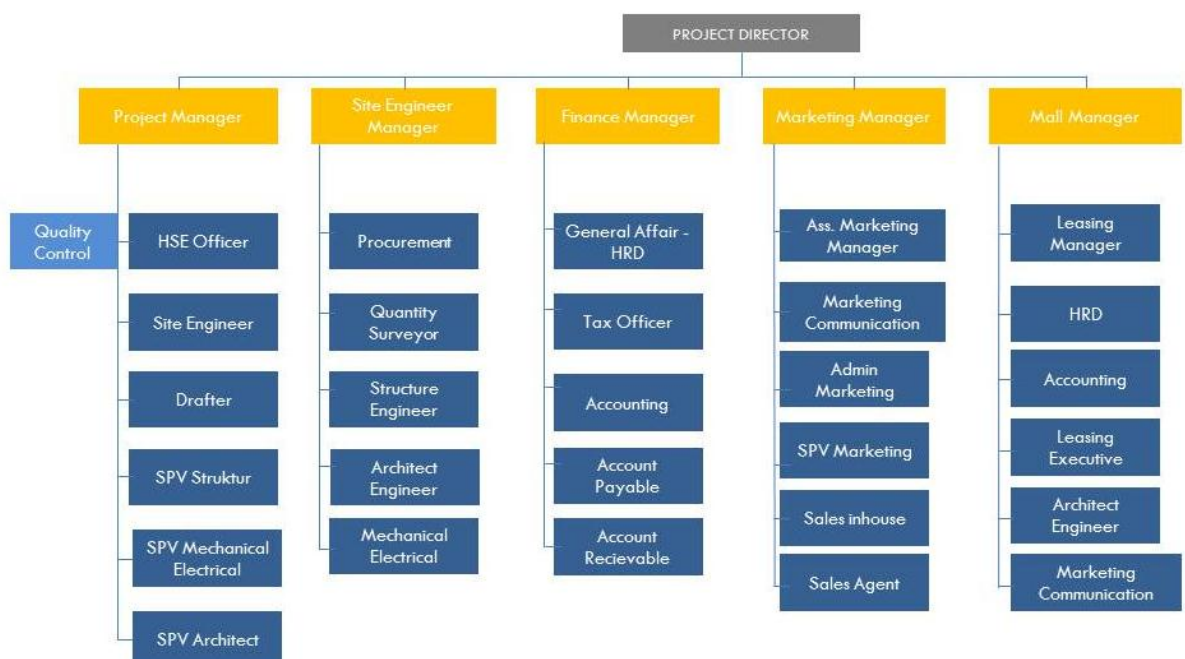 PROJECT DIRECTOR
Project Manager
Site Engineer
Manager
Finance Manager
Marketing Manager
Mall Manager
Quality
Control
HSE Officer
Site Engineer
Drafter
SPV Struktur
SPV Mechanical
Electrical
SPV Architect
Procurement
Quantity
Surveyor
Structure
Engineer
Architect
Engineer
Mechanical
Electrical
General Affair -
HRD
Tax Officer
Accounting
Account
Payable
Account
Recievable
Ass. Marketing
Manager
Marketing
Communication
Admin
Marketing
SPV Marketing
Sales inhouse
Sales Agent
Leasing
Manager
HRD
Accounting
Leasing
Executive
Architect
Engineer
Marketing
Communication